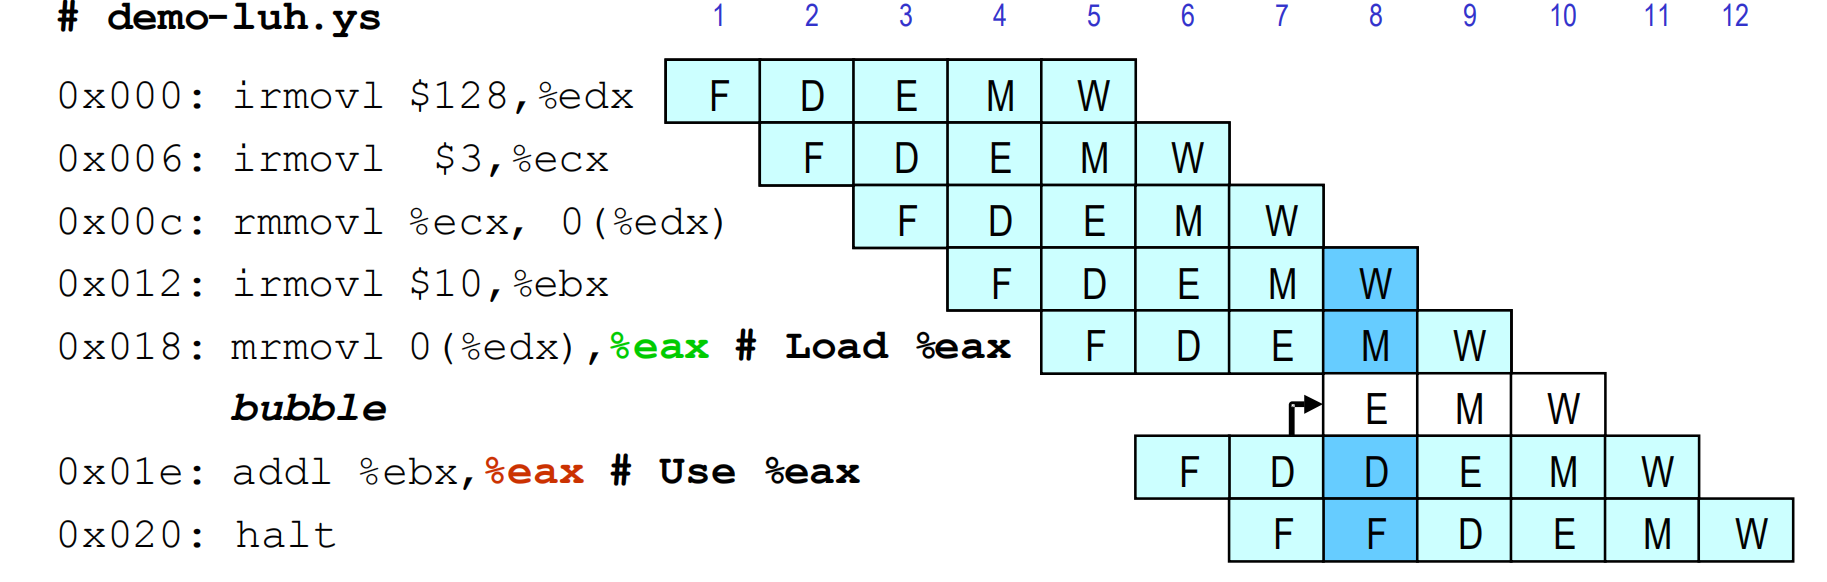 # demo-luh.ys 1 2 3 4 5 6 7 8 9 10 11 12
0x000: irmovl $128,%edx F D E M W
0x006: irmovl $3,%ecx F D E M W
0x00c: rmmovl %ecx, 0(%edx) F D E M W
0x012: irmovl $10,%ebx F D E M W
0x018: mrmovl 0(%edx),%eax # Load %eax F D E M W
bubble E M W
0x01e: addl %ebx,%eax # Use %eax F D D E M W
0x020: halt F F D E M W